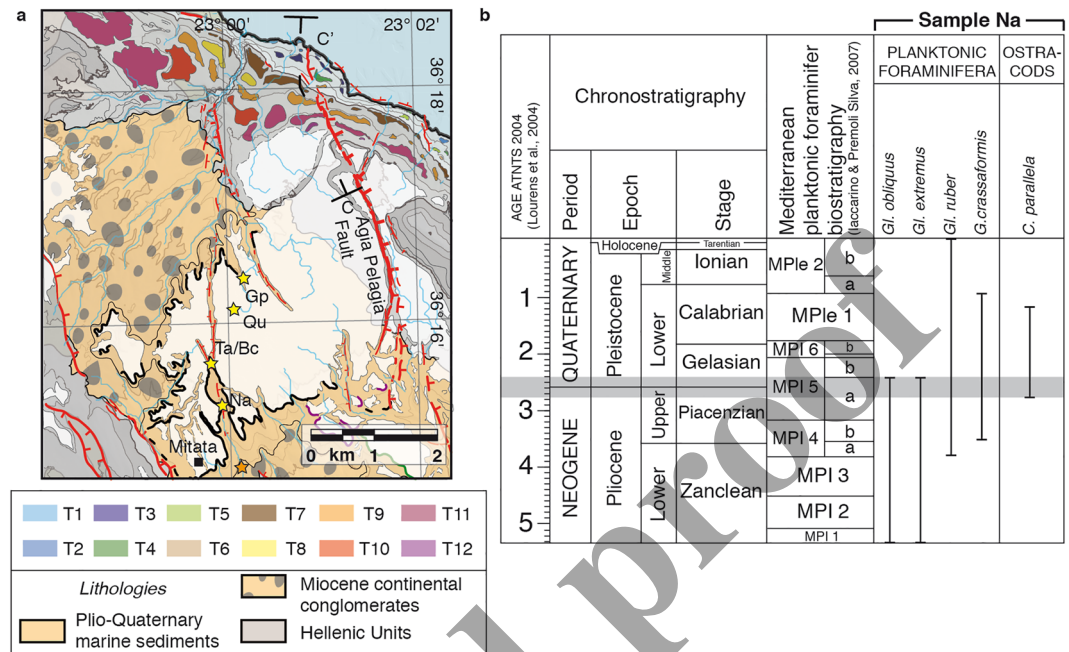 a
23° 00'
23° 02'
C'
36° 18'
C
Agia Pelagia
Fault
Gp
Qu
36° 16'
Ta/Bc
Na
Mitata
0 km 1 2
T1 T3 T5 T7 T9 T11
T2 T4 T6 T8 T10 T12
Lithologies
Plio-Quaternary
marine sediments
Miocene continental
conglomerates
Hellenic Units
b
Sample Na
PLANKTONIC
FORAMINIFERA
OSTRA-
CODS
Chronostratigraphy
AGE ATNTS 2004
(Lourens et al., 2004)
Period
Epoch
Stage
Mediterranean
planktonic foraminifer
biostratigraphy
(Iaccarino & Premoli Silva, 2007)
Gl. obliquus
Gl. extremus
Gl. ruber
G.crassaformis
C. parallela
1
2
3
4
5
QUATERNARY
NEOGENE
Holocene
Pleistocene
Pliocene
Middle
Lower
Upper
Lower
Tarentian
Ionian
Calabrian
Gelasian
Piacenzian
Zanclean
MPle 2
b
a
MPle 1
MPl 6
b
b
MPl 5
a
MPl 4
b
a
MPl 3
MPl 2
MPl 1
proof